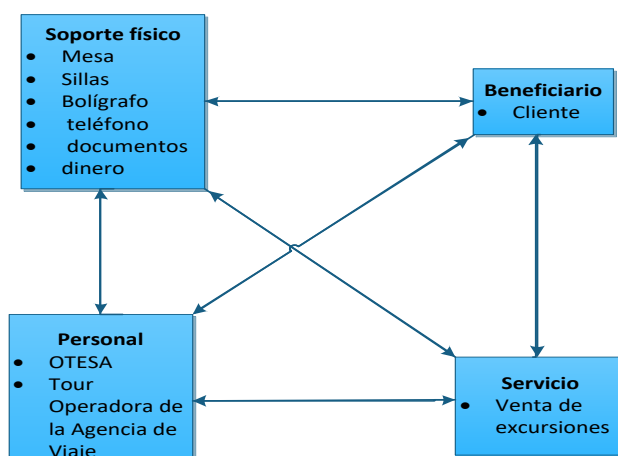 Soporte físico
• Mesa
• Sillas
• Bolígrafo
• teléfono
• documentos
• dinero
Beneficiario
• Cliente
Personal
• OTESA
• Tour
Operadora de
la Agencia de
Viaje
Servicio
• Venta de
excursiones